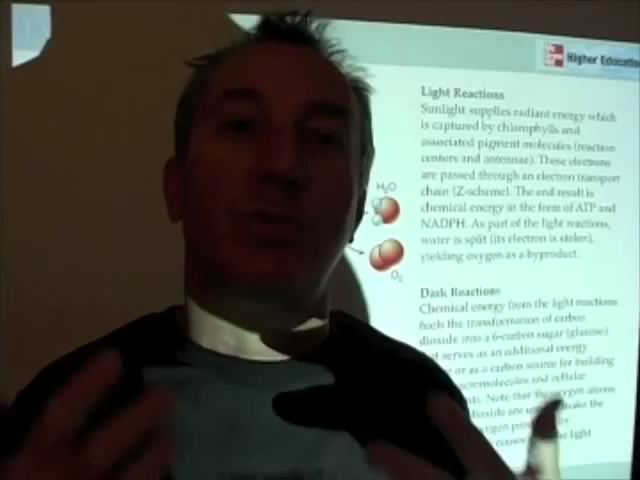 Higher Educatio
Light Reactions
Sunlight supplies radiant energy which
is captured by chlorophylls and
associated pigment molecules (reaction
centers and antennae). These electrons
are passed through an electron transport
chain (Z-scheme). The end result is
chemical energy in the form of ATP and
NADPH. As part of the light reactions,
water is split (its electron is stolen),
yielding oxygen as a byproduct.
H₂O
O₂
Dark Reactions
Chemical energy from the light reactions
fuels the transformation of carbon
dioxide into a 6-carbon sugar (glucose)
serves as an additional energy
or as a carbon source for building
and cellular
Note that the oxygen atoms
are
the
light